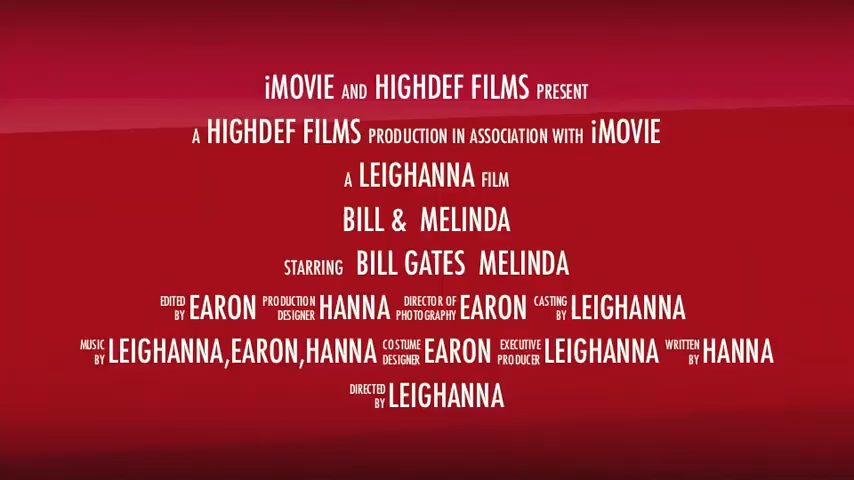 iMOVIE AND HIGHDEF FILMS PRESENT
A HIGHDEF FILMS PRODUCTION IN ASSOCIATION WITH iMOVIE
A LEIGHANNA FILM
BILL & MELINDA
STARRING BILL GATES MELINDA
EDITED BY EARON PRODUCTION DESIGNER HANNA DIRECTOR OF PHOTOGRAPHY EARON CASTING BY LEIGHANNA
MUSIC BY LEIGHANNA,EARON,HANNA COSTUME DESIGNER EARON EXECUTIVE PRODUCER LEIGHANNA WRITTEN BY HANNA
DIRECTED BY LEIGHANNA